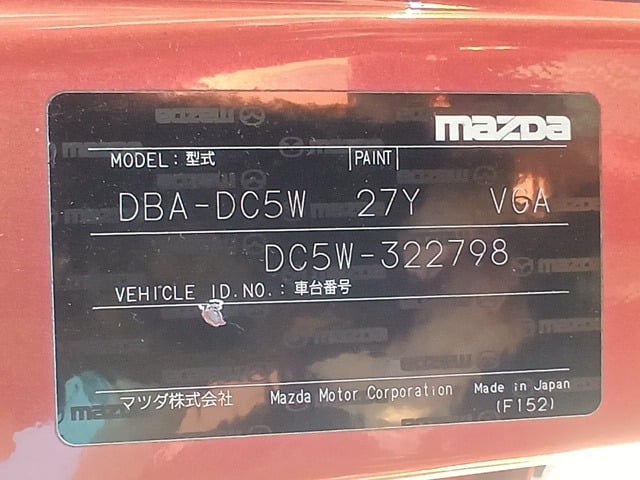 mazda
MODEL: 型式 PAINT
DBA-DC5W 27Y VGA
DC5W-322798
VEHICLE ID.NO.: 車台番号
マツダ株式会社 Mazda Motor Corporation Made in Japan
(F152)